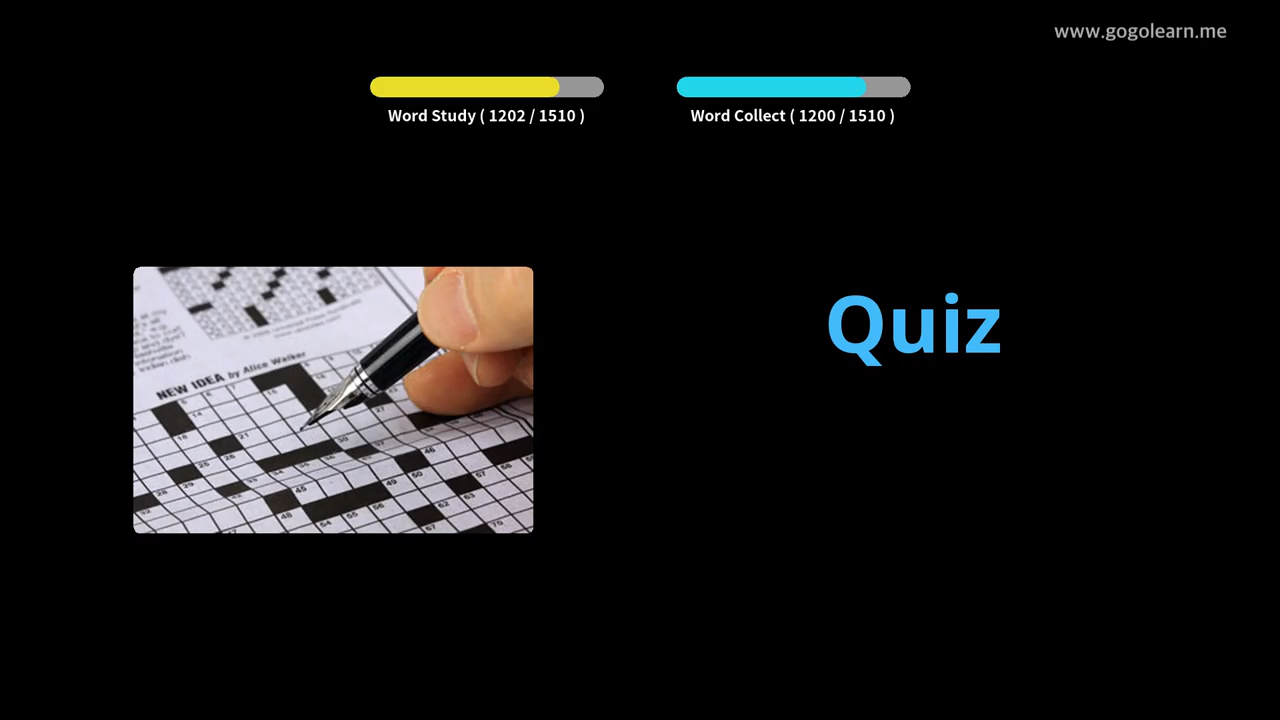 www.gogolearn.me
Word Study ( 1202 / 1510 )
Word Collect ( 1200 / 1510 )
Quiz
NEW IDEA by Alice Walker